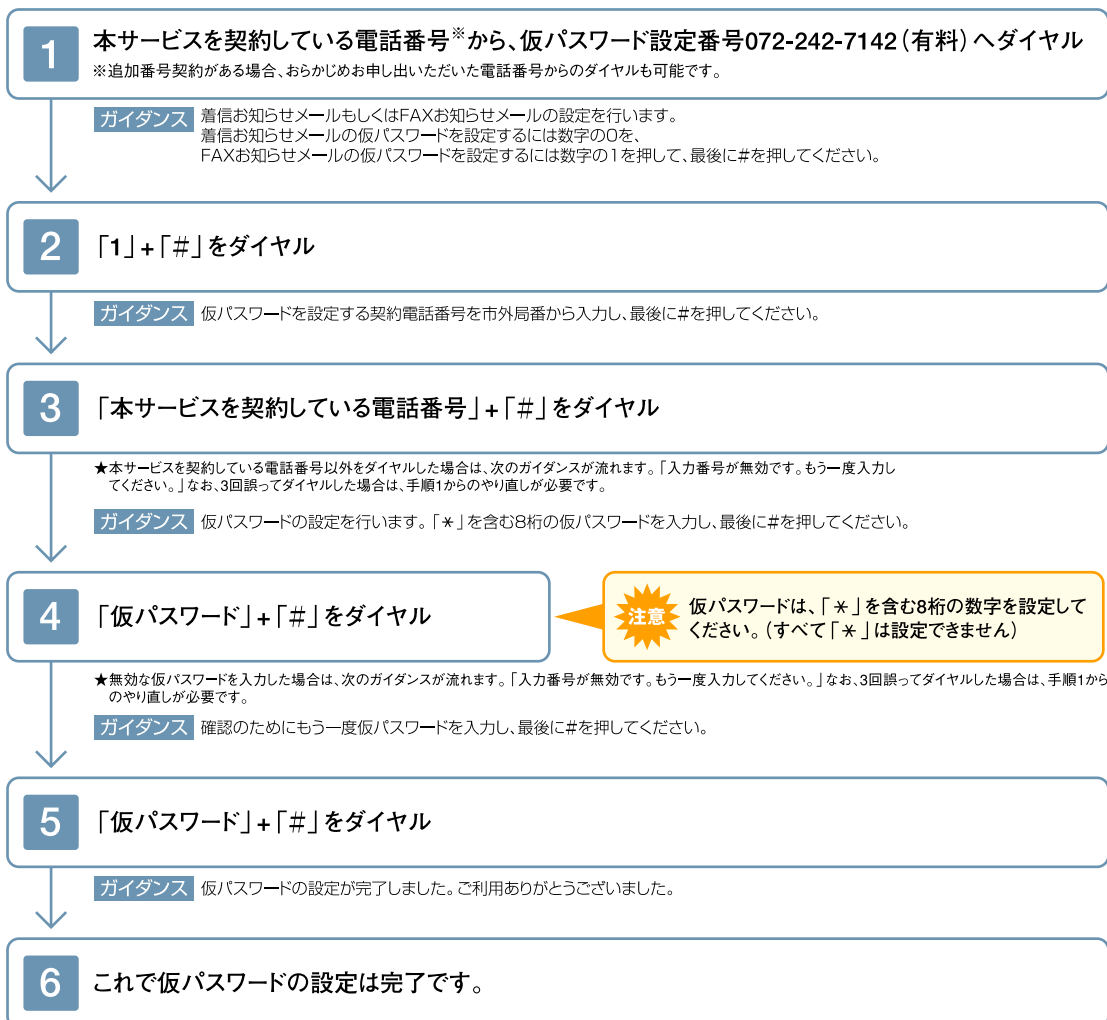 1
本サービスを契約している電話番号※から、仮パスワード設定番号072-242-7142(有料)へダイヤル
※追加番号契約がある場合、おらかじめお申し出いただいた電話番号からのダイヤルも可能です。
ガイダンス 着信お知らせメールもしくはFAXお知らせメールの設定を行います。
着信お知らせメールの仮パスワードを設定するには数字の0を、
FAXお知らせメールの仮パスワードを設定するには数字の1を押して、最後に#を押してください。
2
「1」+「#」をダイヤル
ガイダンス 仮パスワードを設定する契約電話番号を市外局番から入力し、最後に#を押してください。
3
「本サービスを契約している電話番号」+「#」をダイヤル
★本サービスを契約している電話番号以外をダイヤルした場合は、次のガイダンスが流れます。「入力番号が無効です。もう一度入力し
てください。」なお、3回誤ってダイヤルした場合は、手順1からのやり直しが必要です。
ガイダンス 仮パスワードの設定を行います。「*」を含む8桁の仮パスワードを入力し、最後に#を押してください。
4
「仮パスワード」+「#」をダイヤル
注意 仮パスワードは、「*」を含む8桁の数字を設定して
ください。(すべて「*」は設定できません)
★無効な仮パスワードを入力した場合は、次のガイダンスが流れます。「入力番号が無効です。もう一度入力してください。」なお、3回誤ってダイヤルした場合は、手順1から
のやり直しが必要です。
ガイダンス 確認のためにもう一度仮パスワードを入力し、最後に#を押してください。
5
「仮パスワード」+「#」をダイヤル
ガイダンス 仮パスワードの設定が完了しました。ご利用ありがとうございました。
6
これで仮パスワードの設定は完了です。